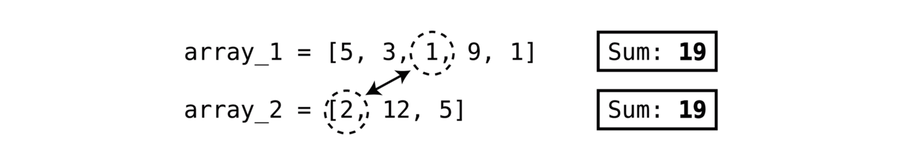 array_1 = [5, 3, 1, 9, 1] Sum: 19
array_2 = [2, 12, 5] Sum: 19